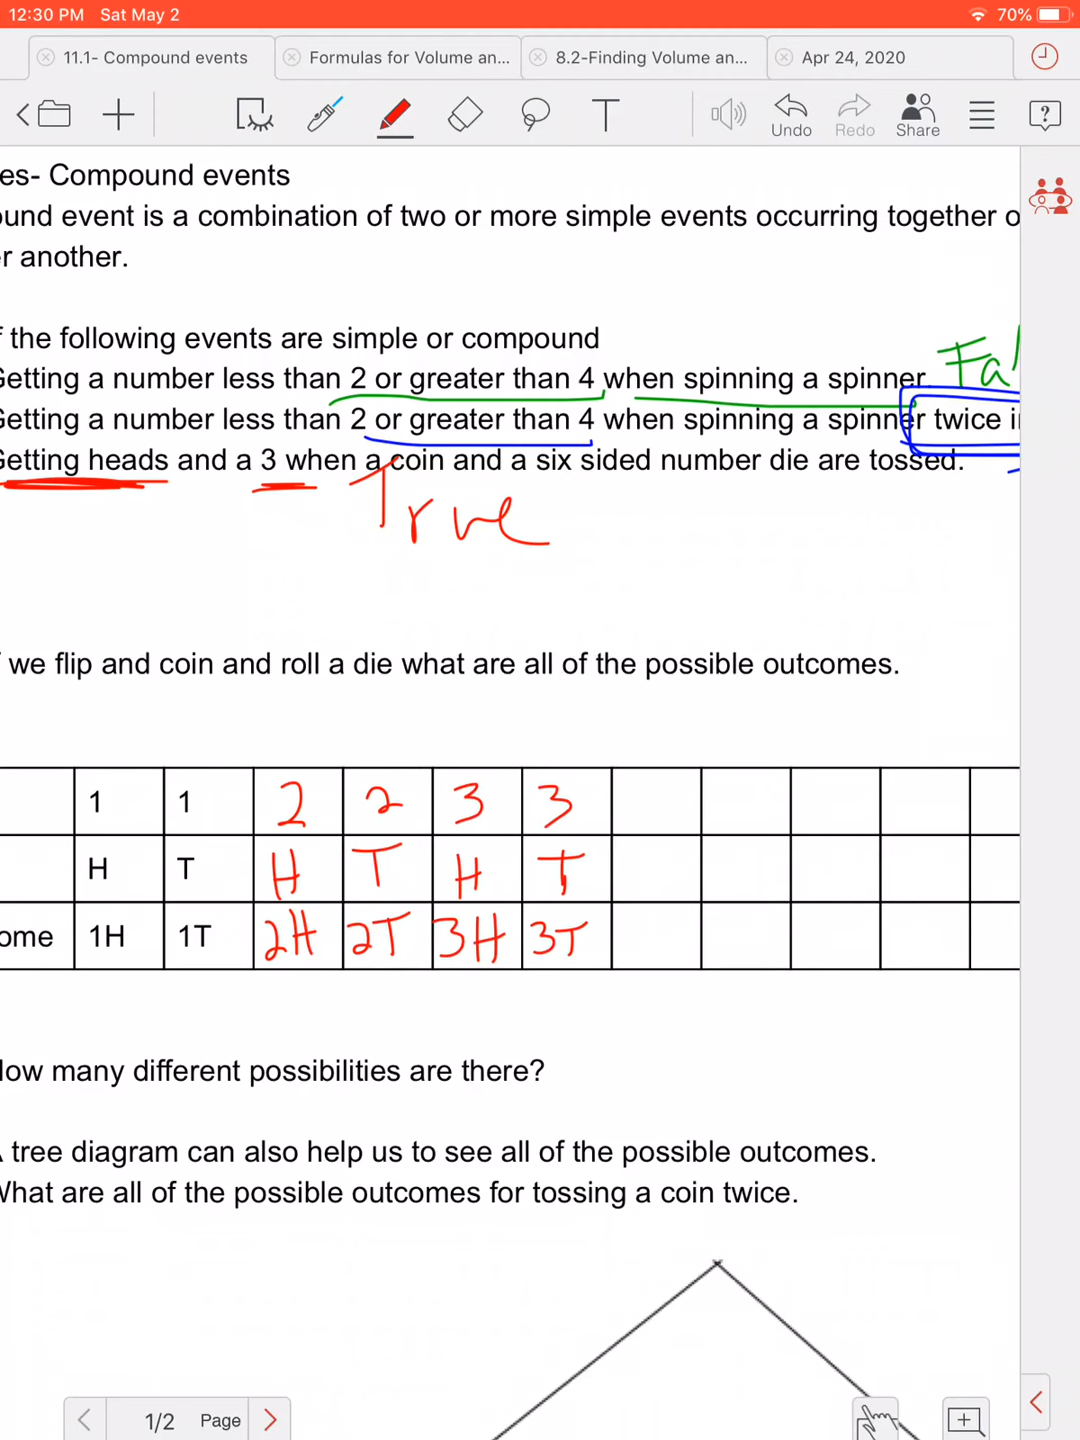 12:30 PM Sat May 2 70%
11.1- Compound events Formulas for Volume an... 8.2-Finding Volume an... Apr 24, 2020
T Undo Redo Share ?
es- Compound events
und event is a combination of two or more simple events occurring together o
r another.
f the following events are simple or compound
Getting a number less than 2 or greater than 4 when spinning a spinner. Fal
Getting a number less than 2 or greater than 4 when spinning a spinner twice i
Getting heads and a 3 when a coin and a six sided number die are tossed.
True
f we flip and coin and roll a die what are all of the possible outcomes.
1 1 2 2 3 3
H T H T H T
ome 1H 1T 2H 2T 3H 3T
How many different possibilities are there?
A tree diagram can also help us to see all of the possible outcomes.
What are all of the possible outcomes for tossing a coin twice.
1/2 Page